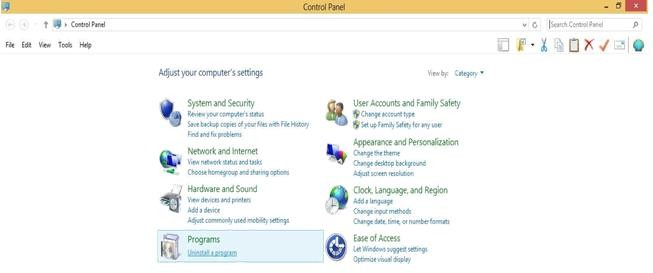 Control Panel
Control Panel
Search Control Panel
File Edit View Tools Help
Adjust your computer's settings
View by: Category
System and Security
Review your computer's status
Save backup copies of your files with File History
Find and fix problems
Network and Internet
View network status and tasks
Choose homegroup and sharing options
Hardware and Sound
View devices and printers
Add a device
Adjust commonly used mobility settings
Programs
Uninstall a program
User Accounts and Family Safety
Change account type
Set up Family Safety for any user
Appearance and Personalization
Change the theme
Change desktop background
Adjust screen resolution
Clock, Language, and Region
Add a language
Change input methods
Change date, time, or number formats
Ease of Access
Let Windows suggest settings
Optimize visual display